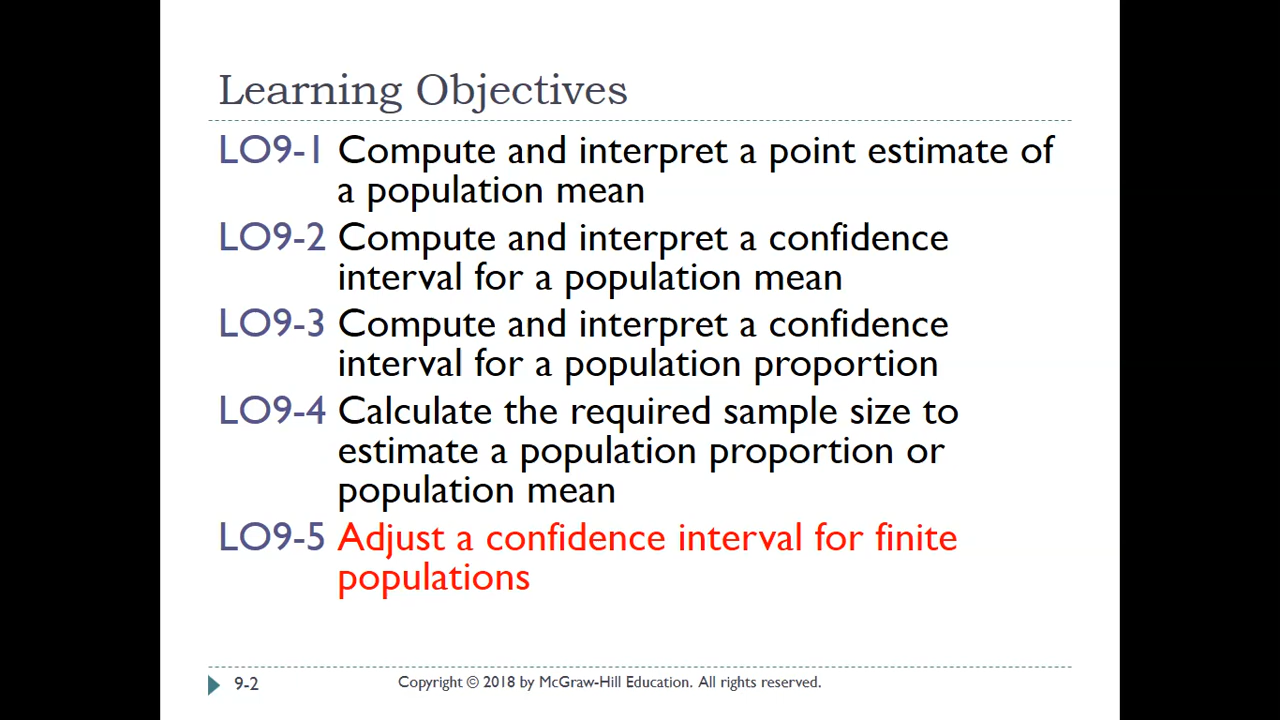 Learning Objectives
LO9-1 Compute and interpret a point estimate of
a population mean
LO9-2 Compute and interpret a confidence
interval for a population mean
LO9-3 Compute and interpret a confidence
interval for a population proportion
LO9-4 Calculate the required sample size to
estimate a population proportion or
population mean
LO9-5 Adjust a confidence interval for finite
populations
9-2 Copyright © 2018 by McGraw-Hill Education. All rights reserved.